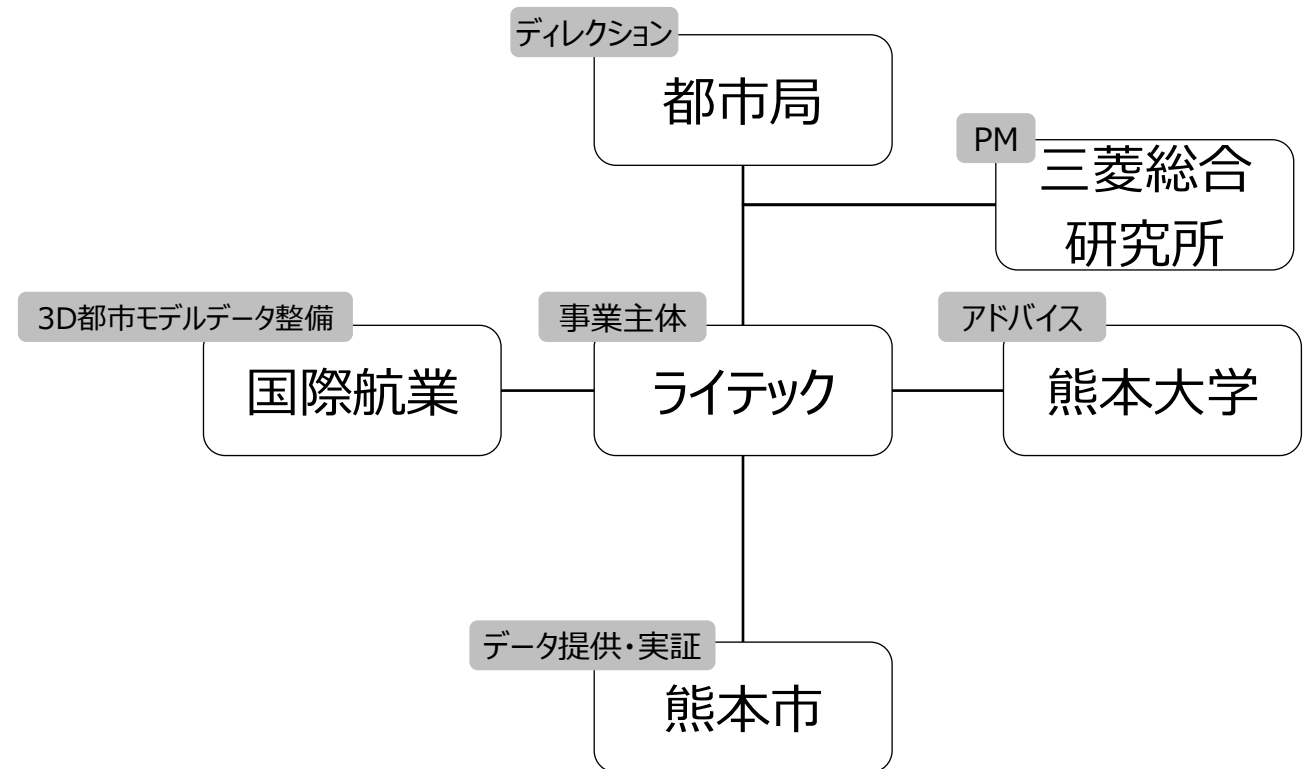 ディレクション
都市局
PM
三菱総合
研究所
3D都市モデルデータ整備
国際航業
事業主体
ライテック
アドバイス
熊本大学
データ提供・実証
熊本市